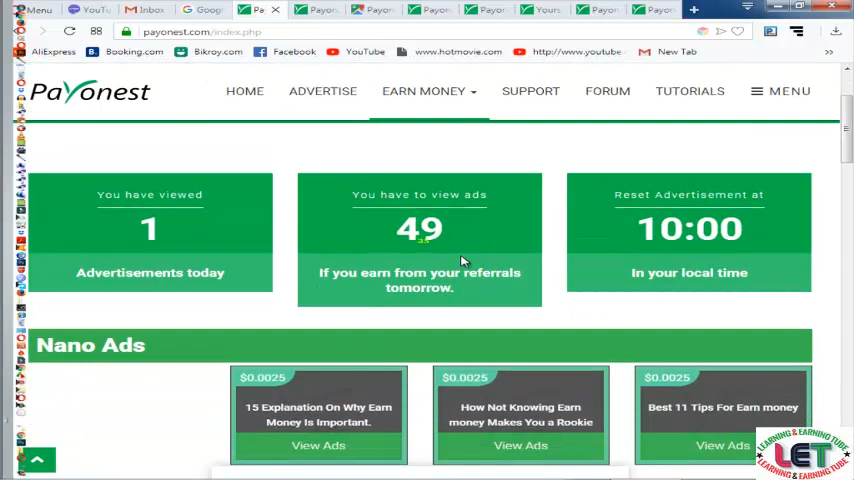 Menu YouTu Inbox Googl Pa Payon Payon Payon Payon Yours Payon Payon
payonest.com/index.php
AliExpress Booking.com Bikroy.com Facebook YouTube www.hotmovie.com http://www.youtube New Tab
Payonest HOME ADVERTISE EARN MONEY SUPPORT FORUM TUTORIALS MENU
You have viewed
1
Advertisements today
You have to view ads
49
If you earn from your referrals
tomorrow.
Reset Advertisement at
10:00
In your local time
Nano Ads
$0.0025
15 Explanation On Why Earn
Money Is Important.
View Ads
$0.0025
How Not Knowing Earn
money Makes You a Rookie
View Ads
$0.0025
Best 11 Tips For Earn money
View Ads
LEARNING & EARNING TUBE
LET
LEARNING & EARNING TUBE